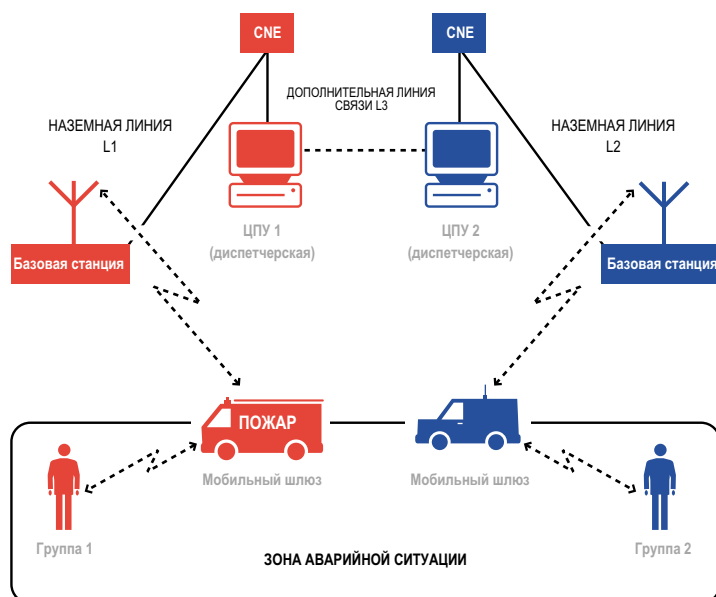 CNE
CNE
ДОПОЛНИТЕЛЬНАЯ ЛИНИЯ
СВЯЗИ L3
НАЗЕМНАЯ ЛИНИЯ
L1
НАЗЕМНАЯ ЛИНИЯ
L2
ЦПУ 1
(диспетчерская)
ЦПУ 2
(диспетчерская)
Базовая станция
Базовая станция
ПОЖАР
Мобильный шлюз
Мобильный шлюз
Группа 1
Группа 2
ЗОНА АВАРИЙНОЙ СИТУАЦИИ